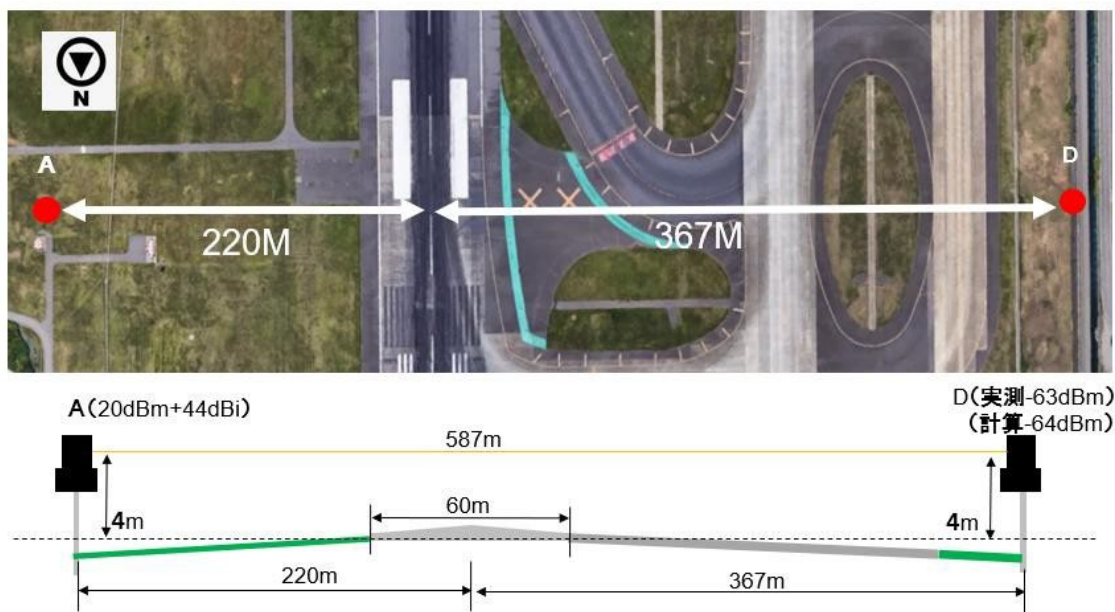 N
A
D
220M
367M
A(20dBm+44dBi)
D(実測-63dBm)
(計算-64dBm)
587m
60m
4m
4m
220m
367m